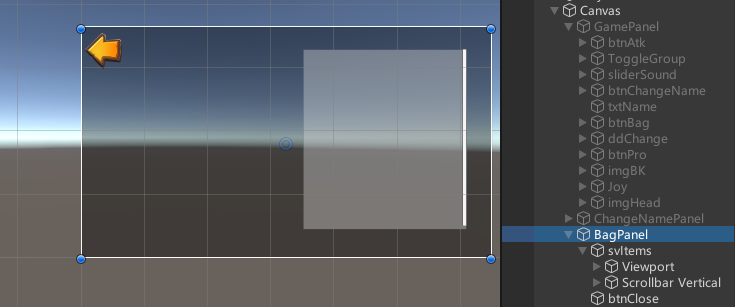 Canvas
GamePanel
btnAtk
ToggleGroup
sliderSound
btnChangeName
txtName
btnBag
ddChange
btnPro
imgBK
Joy
imgHead
ChangeNamePanel
BagPanel
svItems
Viewport
Scrollbar Vertical
btnClose